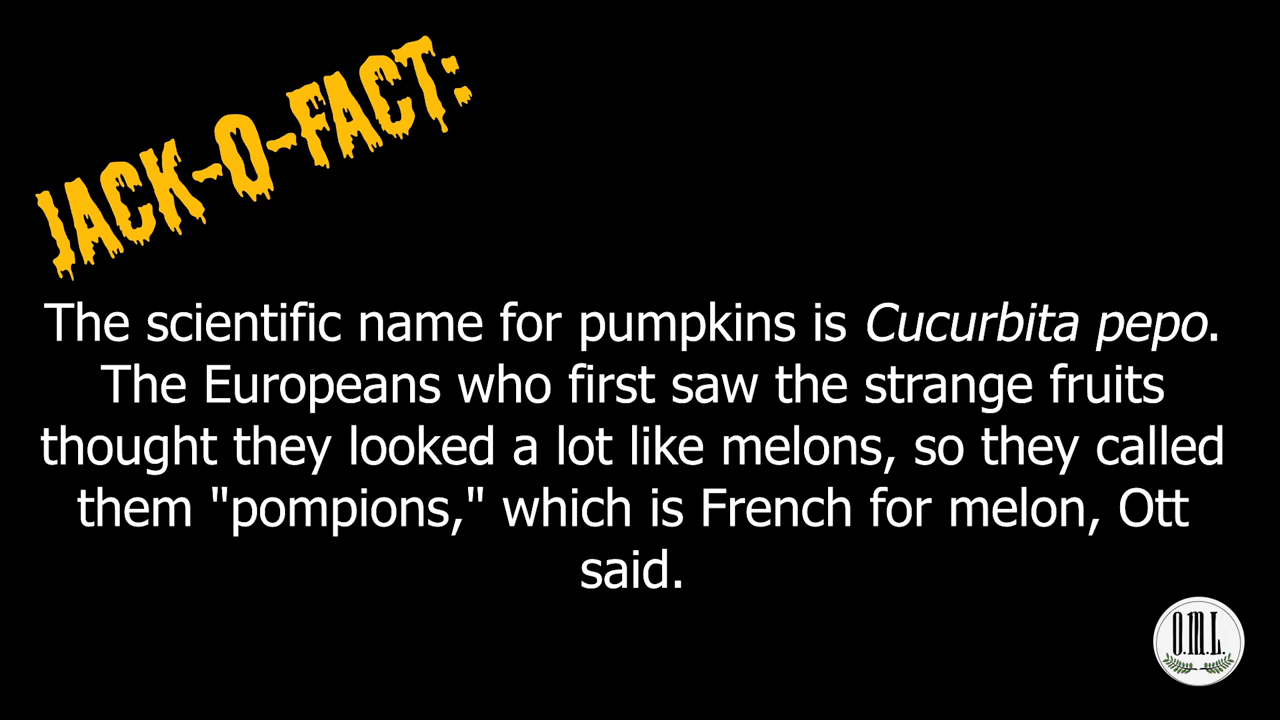 JACK-O-FACT:
The scientific name for pumpkins is Cucurbita pepo.
The Europeans who first saw the strange fruits
thought they looked a lot like melons, so they called
them "pompions," which is French for melon, Ott
said.
O.M.L.